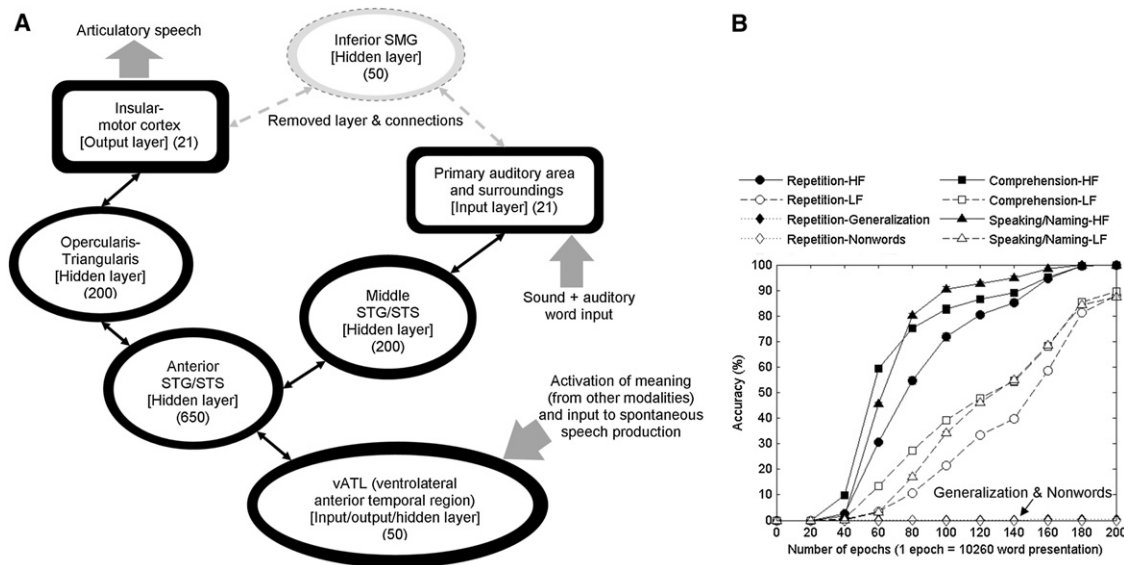 A
Articulatory speech
Inferior SMG
[Hidden layer]
(50)
Insular-
motor cortex
[Output layer] (21)
Removed layer & connections
Primary auditory area
and surroundings
[Input layer] (21)
Opercularis-
Triangularis
[Hidden layer]
(200)
Middle
STG/STS
[Hidden layer]
(200)
Sound + auditory
word input
Anterior
STG/STS
[Hidden layer]
(650)
Activation of meaning
(from other modalities)
and input to spontaneous
speech production
vATL (ventrolateral
anterior temporal region)
[Input/output/hidden layer]
(50)
B
Repetition-HF
Repetition-LF
Repetition-Generalization
Repetition-Nonwords
Comprehension-HF
Comprehension-LF
Speaking/Naming-HF
Speaking/Naming-LF
Accuracy (%)
100
90
80
70
60
50
40
30
20
10
0
Generalization & Nonwords
0 20 40 60 80 100 120 140 160 180 200
Number of epochs (1 epoch = 10260 word presentation)